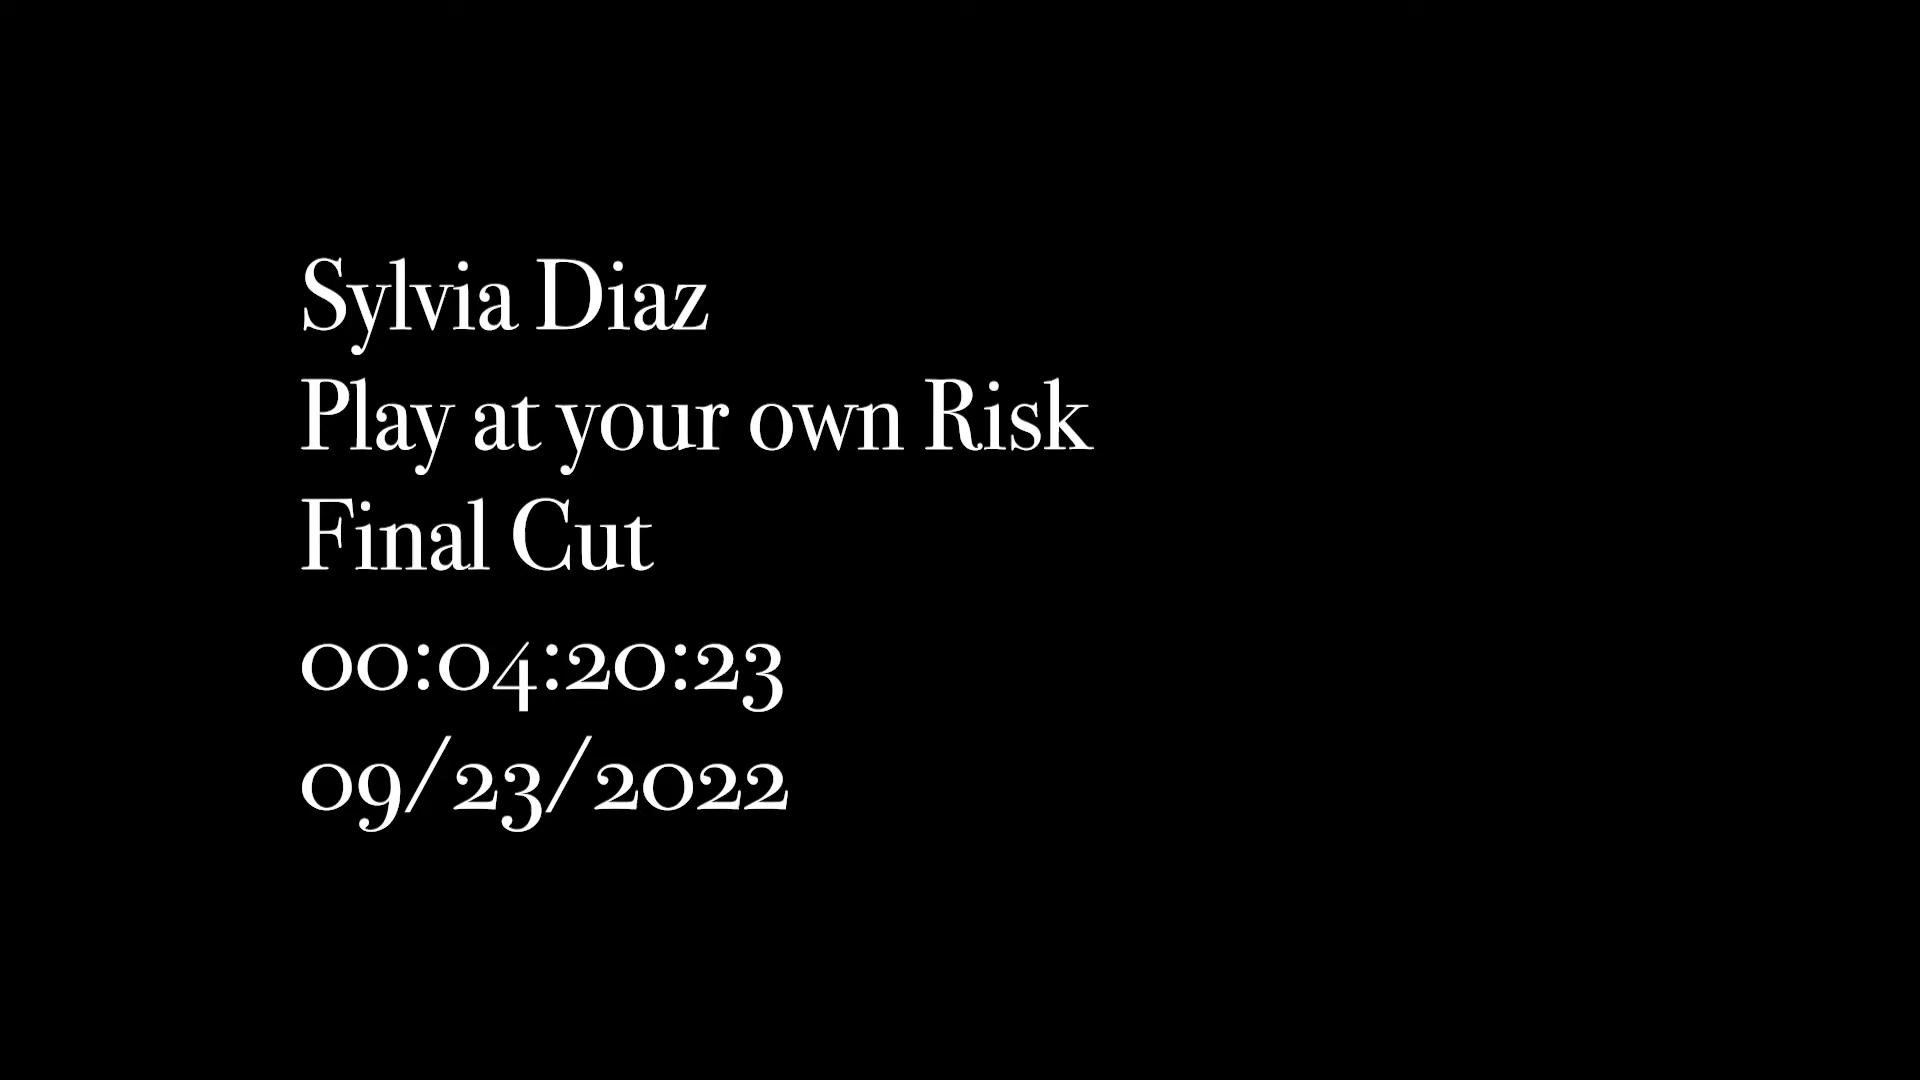 Sylvia Diaz
Play at your own Risk
Final Cut
00:04:20:23
09/23/2022